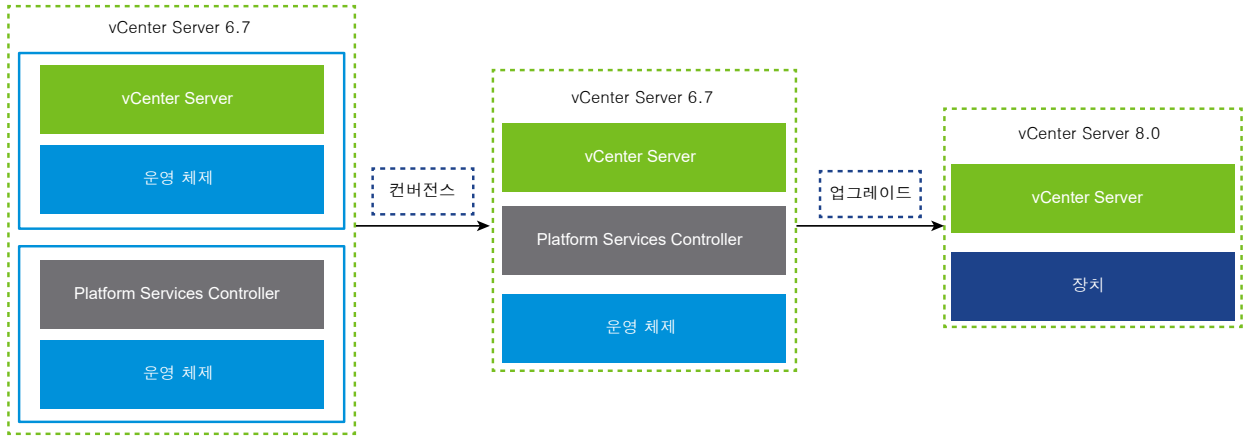 vCenter Server 6.7
vCenter Server
운영 체제
Platform Services Controller
운영 체제
컨버전스
vCenter Server 6.7
vCenter Server
Platform Services Controller
운영 체제
업그레이드
vCenter Server 8.0
vCenter Server
장치